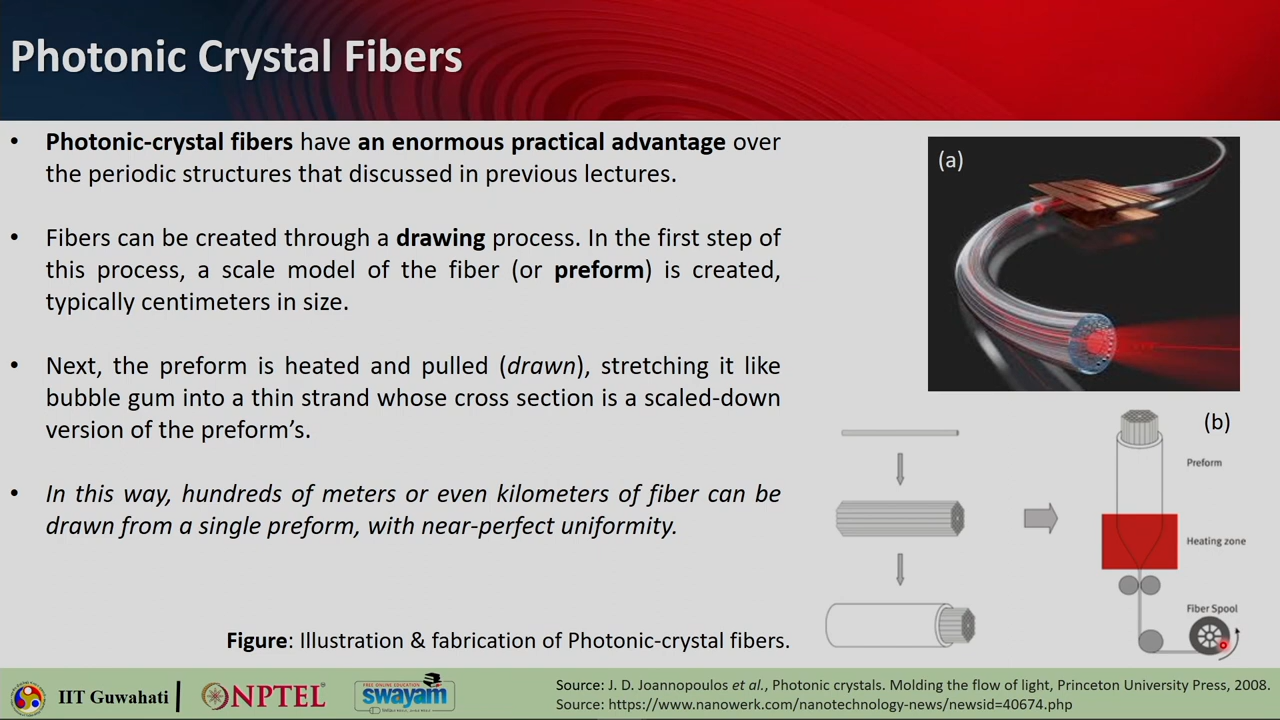 Photonic Crystal Fibers
• Photonic-crystal fibers have an enormous practical advantage over
the periodic structures that discussed in previous lectures.
• Fibers can be created through a drawing process. In the first step of
this process, a scale model of the fiber (or preform) is created,
typically centimeters in size.
• Next, the preform is heated and pulled (drawn), stretching it like
bubble gum into a thin strand whose cross section is a scaled-down
version of the preform’s.
• In this way, hundreds of meters or even kilometers of fiber can be
drawn from a single preform, with near-perfect uniformity.
(a)
(b)
Preform
Heating zone
Fiber Spool
Figure: Illustration & fabrication of Photonic-crystal fibers.
IIT Guwahati
NPTEL
FREE ONLINE EDUCATION
swayam
Source: J. D. Joannopoulos et al., Photonic crystals. Molding the flow of light, Princeton University Press, 2008.
Source: https://www.nanowerk.com/nanotechnology-news/newsid=40674.php